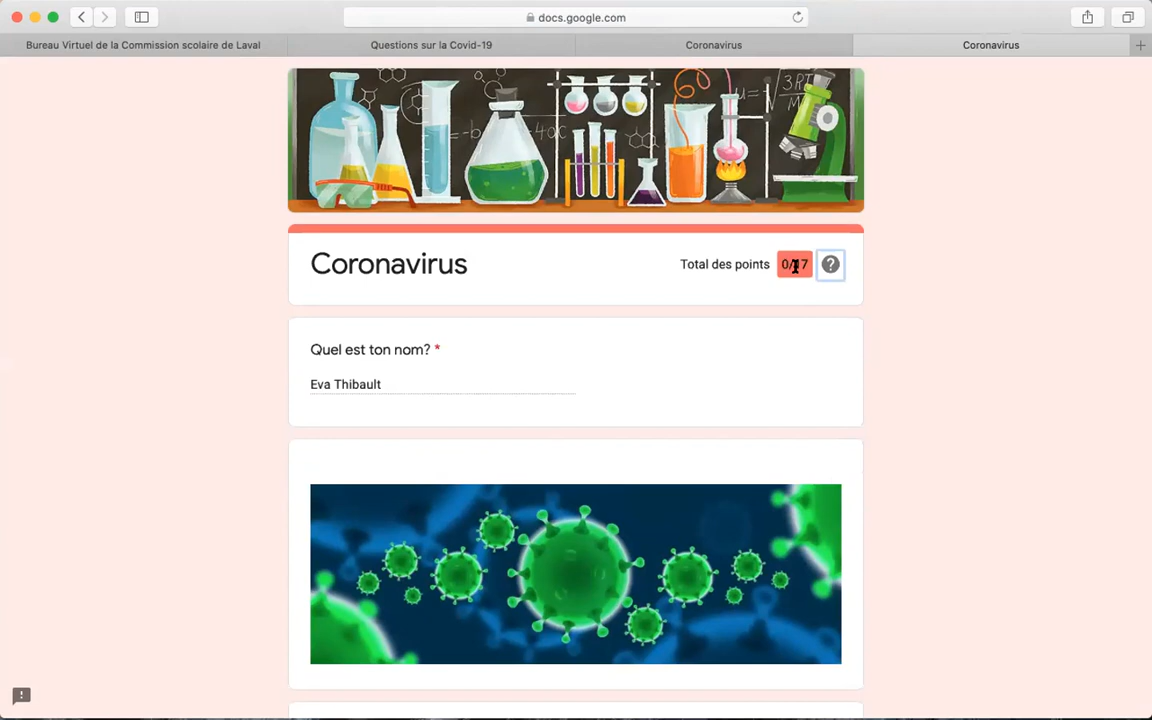 docs.google.com
Bureau Virtuel de la Commission scolaire de Laval
Questions sur la Covid-19
Coronavirus
Coronavirus
Coronavirus
Total des points
Quel est ton nom? *
Eva Thibault